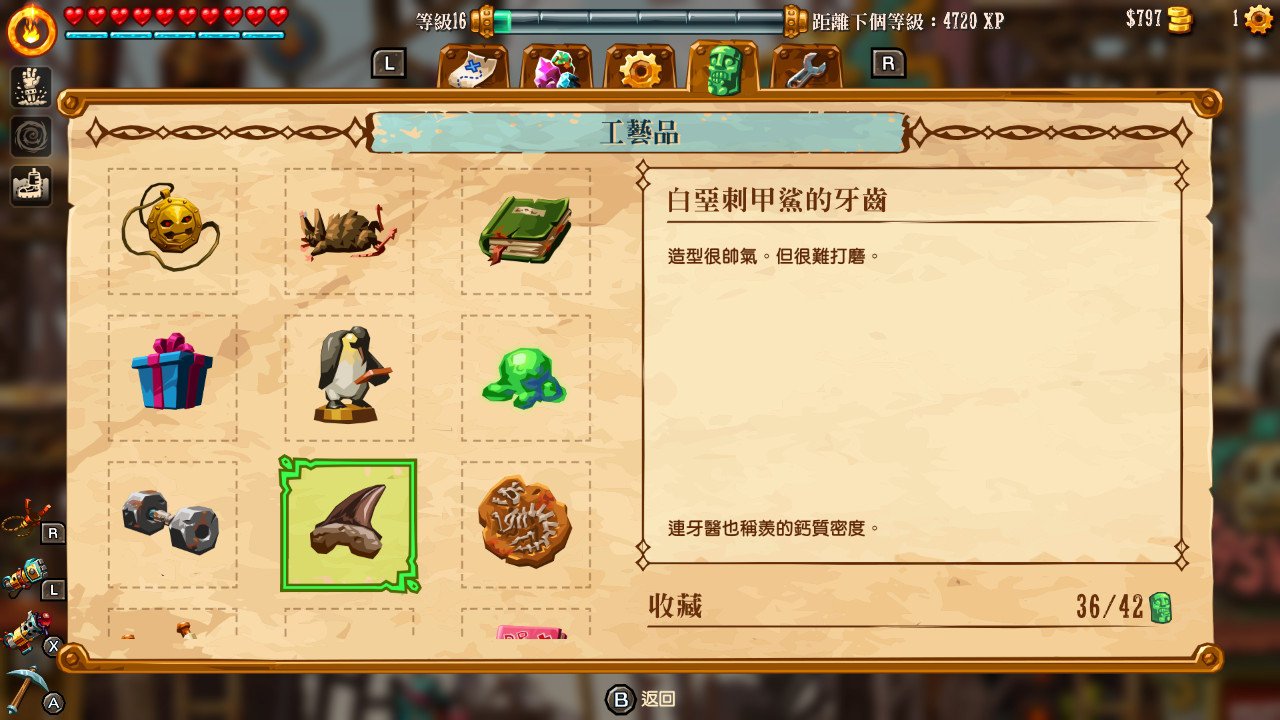 等級16
距離下個等級：4720 XP
$797
1
L
R
工藝品
白堊刺甲鯊的牙齒
造型很帥氣。但很難打磨。
連牙醫也稱羨的鈣質密度。
收藏
36/42
R
L
X
A
B 返回